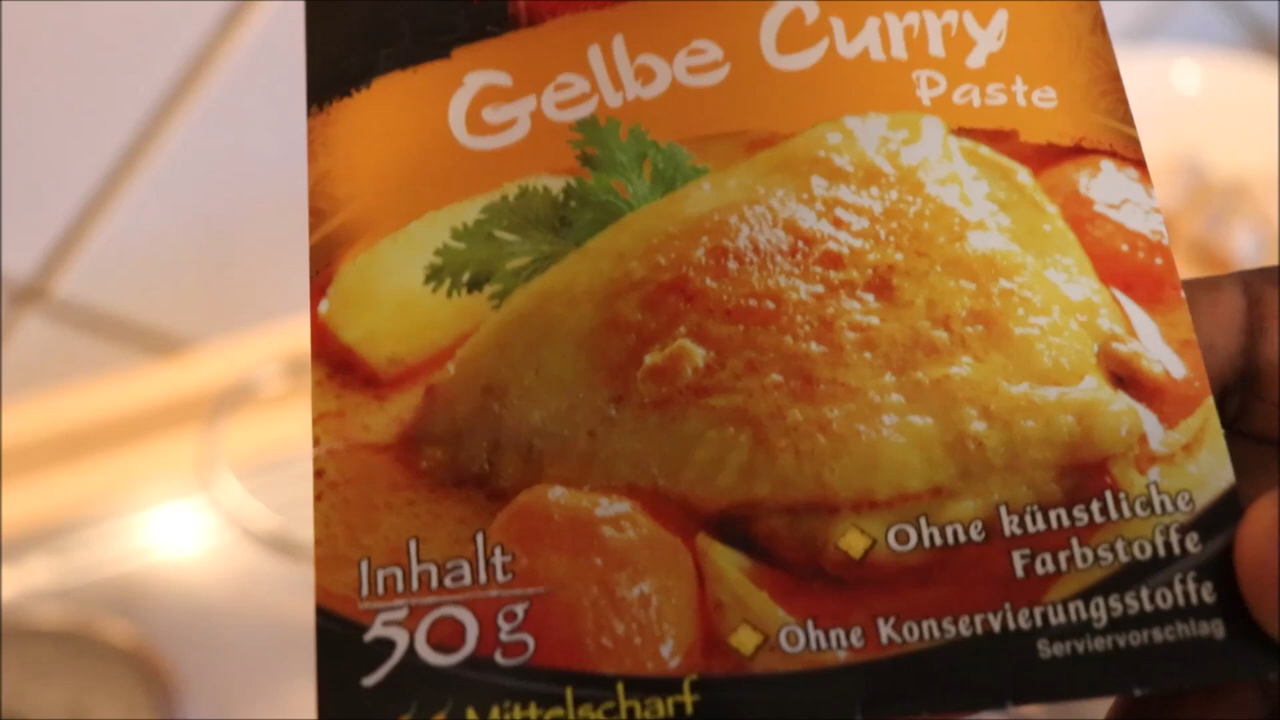 Gelbe Curry
Paste
Ohne künstliche
Farbstoffe
Ohne Konservierungsstoffe
Serviervorschlag
Inhalt
50 g
Mittelscharf